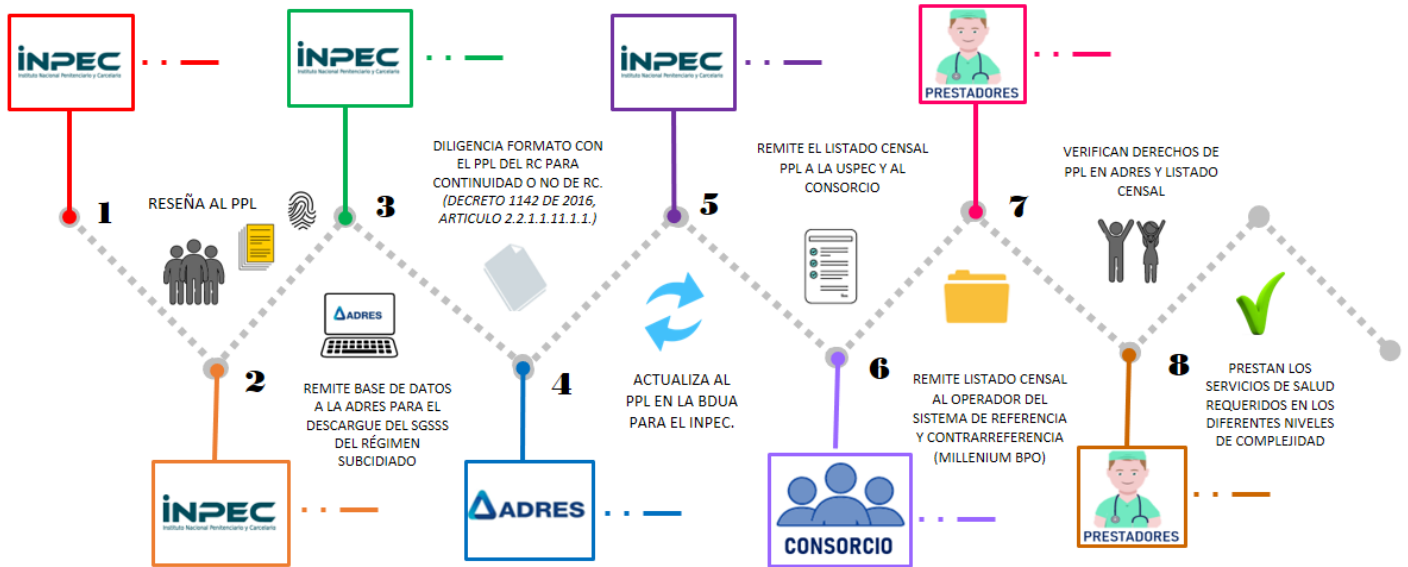 INPEC
Instituto Nacional Penitenciario y Carcelario
1
RESEÑA AL PPL
2
INPEC
Instituto Nacional Penitenciario y Carcelario
ADRES
REMITE BASE DE DATOS
A LA ADRES PARA EL
DESCARGUE DEL SGSSS
DEL RÉGIMEN
SUBCIDIADO
INPEC
Instituto Nacional Penitenciario y Carcelario
3
DILIGENCIA FORMATO CON
EL PPL DEL RC PARA
CONTINUIDAD O NO DE RC.
(DECRETO 1142 DE 2016,
ARTICULO 2.2.1.1.11.1.1.)
4
ADRES
ACTUALIZA AL
PPL EN LA BDUA
PARA EL INPEC.
INPEC
Instituto Nacional Penitenciario y Carcelario
5
REMITE EL LISTADO CENSAL
PPL A LA USPEC Y AL
CONSORCIO
6
CONSORCIO
REMITE LISTADO CENSAL
AL OPERADOR DEL
SISTEMA DE REFERENCIA
Y CONTRARREFERENCIA
(MILLENIUM BPO)
PRESTADORES
7
VERIFICAN DERECHOS DE
PPL EN ADRES Y LISTADO
CENSAL
8
PRESTADORES
PRESTAN LOS
SERVICIOS DE SALUD
REQUERIDOS EN LOS
DIFERENTES NIVELES
DE COMPLEJIDAD